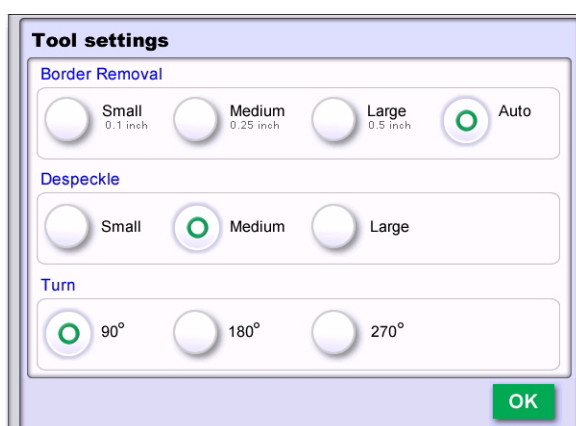 Tool settings
Border Removal
Small Medium Large Auto
0.1 inch 0.25 inch 0.5 inch
Despeckle
Small Medium Large
Turn
90° 180° 270°
OK